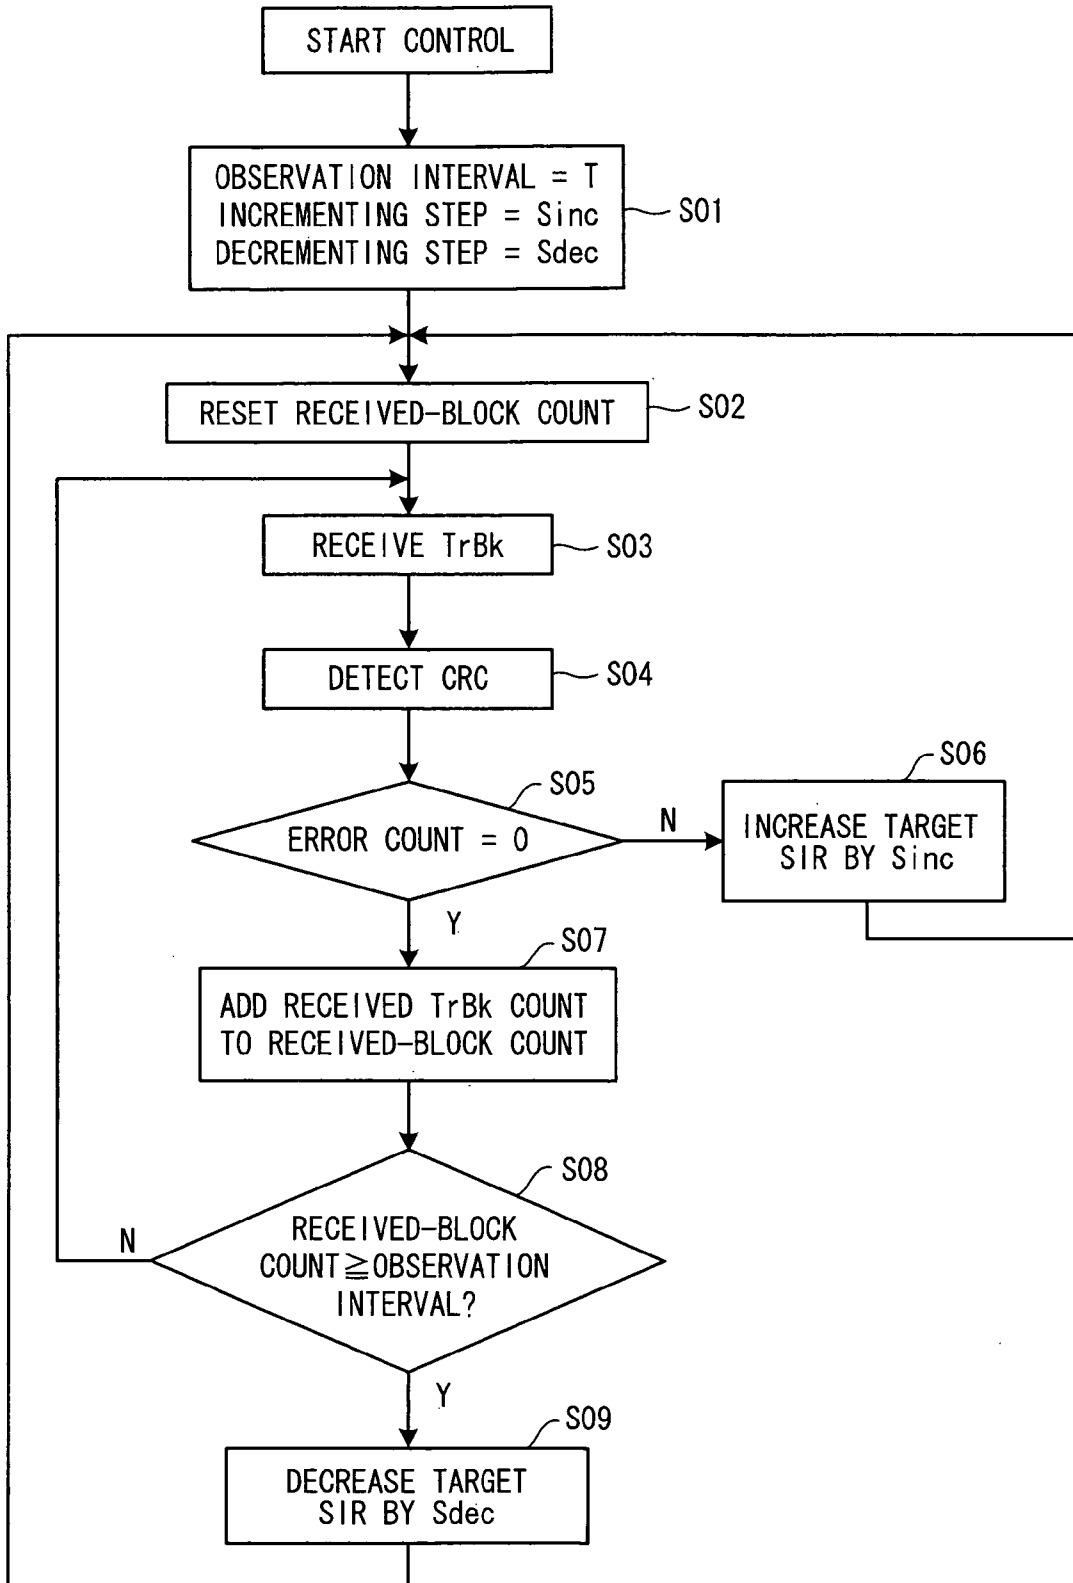 START CONTROL
OBSERVATION INTERVAL = T
INCREMENTING STEP = Sinc
DECREMENTING STEP = Sdec
S01
RESET RECEIVED-BLOCK COUNT
S02
RECEIVE TrBk
S03
DETECT CRC
S04
ERROR COUNT = 0
S05
N
INCREASE TARGET
SIR BY Sinc
S06
Y
ADD RECEIVED TrBk COUNT
TO RECEIVED-BLOCK COUNT
S07
RECEIVED-BLOCK
COUNT≧OBSERVATION
INTERVAL?
S08
N
Y
DECREASE TARGET
SIR BY Sdec
S09